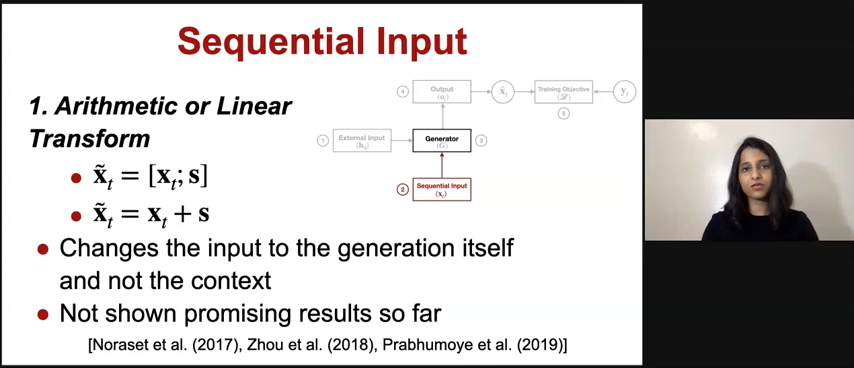 Sequential Input
1. Arithmetic or Linear
Transform
• x̃ₜ = [xₜ; s]
• x̃ₜ = xₜ + s
• Changes the input to the generation itself
and not the context
• Not shown promising results so far
[Noraset et al. (2017), Zhou et al. (2018), Prabhumoye et al. (2019)]
4
Output
(oₜ)
x̂ₜ
Training Objective
(ℒ)
yₜ
5
1
External Input
(h₀)
Generator
(G)
3
2
Sequential Input
(xₜ)